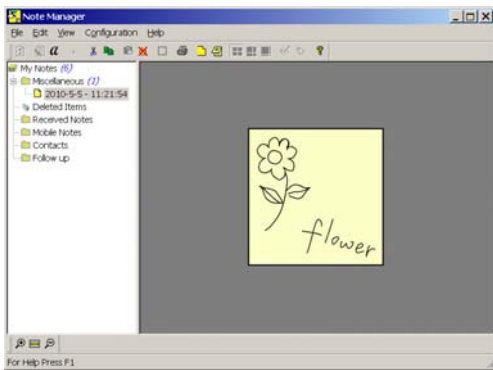 Note Manager
File Edit View Configuration Help
My Notes (6)
Miscellaneous (1)
2010-5-5 - 11:21:54
Deleted Items
Received Notes
Mobile Notes
Contacts
Follow up
flower
For Help Press F1